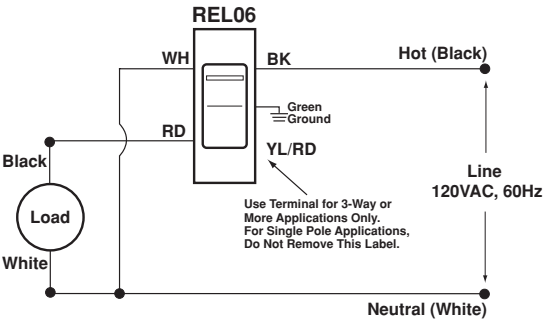 REL06
WH
BK
Hot (Black)
Green
Ground
RD
YL/RD
Black
Line
120VAC, 60Hz
Use Terminal for 3-Way or
More Applications Only.
For Single Pole Applications,
Do Not Remove This Label.
Load
White
Neutral (White)